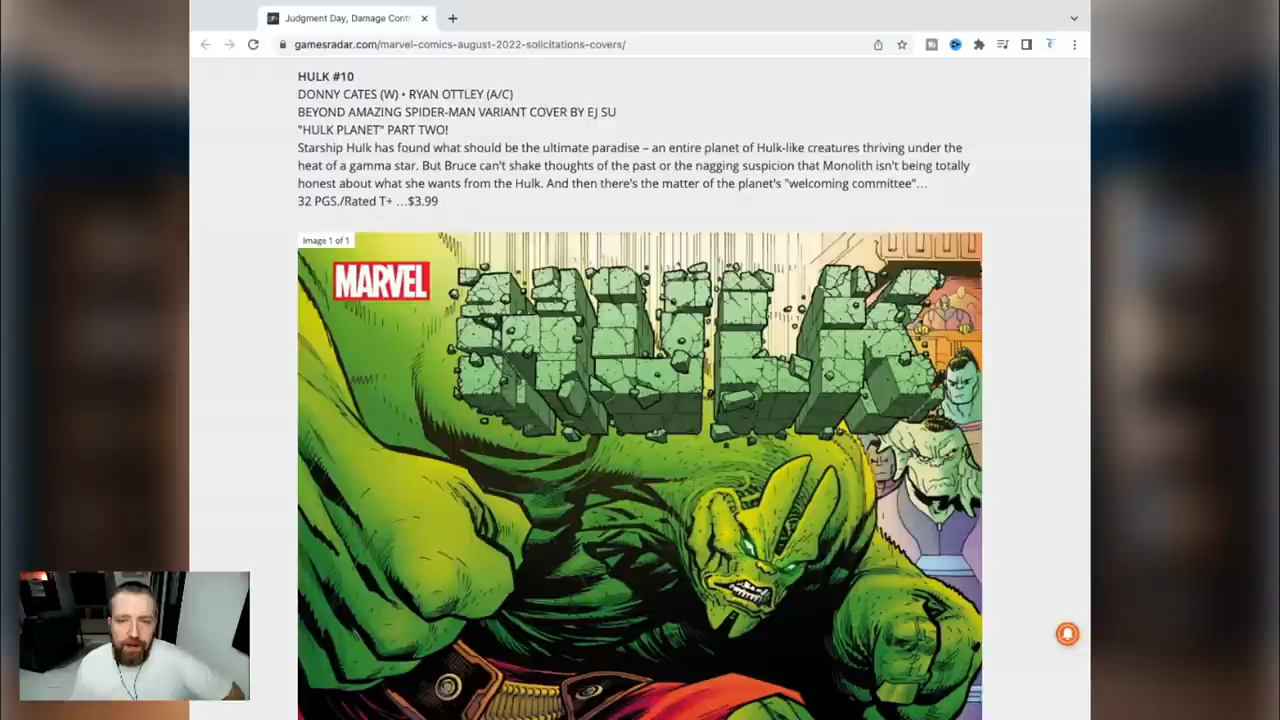 Judgment Day, Damage Contr
gamesradar.com/marvel-comics-august-2022-solicitations-covers/
HULK #10
DONNY CATES (W) • RYAN OTTLEY (A/C)
BEYOND AMAZING SPIDER-MAN VARIANT COVER BY EJ SU
"HULK PLANET" PART TWO!
Starship Hulk has found what should be the ultimate paradise – an entire planet of Hulk-like creatures thriving under the
heat of a gamma star. But Bruce can't shake thoughts of the past or the nagging suspicion that Monolith isn't being totally
honest about what she wants from the Hulk. And then there's the matter of the planet's "welcoming committee"…
32 PGS./Rated T+ …$3.99
Image 1 of 1
MARVEL
HULK